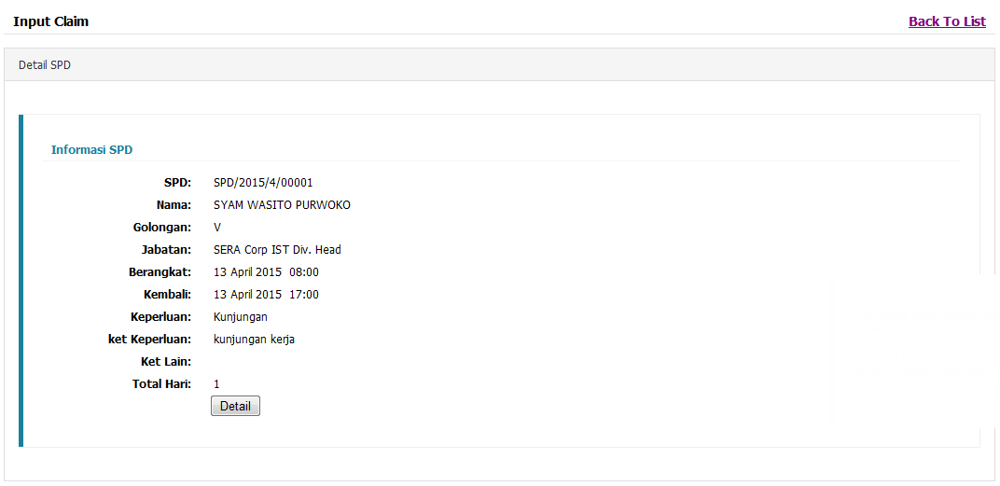 Input Claim Back To List
Detail SPD
Informasi SPD
SPD: SPD/2015/4/00001
Nama: SYAM WASITO PURWOKO
Golongan: V
Jabatan: SERA Corp IST Div. Head
Berangkat: 13 April 2015 08:00
Kembali: 13 April 2015 17:00
Keperluan: Kunjungan
ket Keperluan: kunjungan kerja
Ket Lain:
Total Hari: 1
Detail